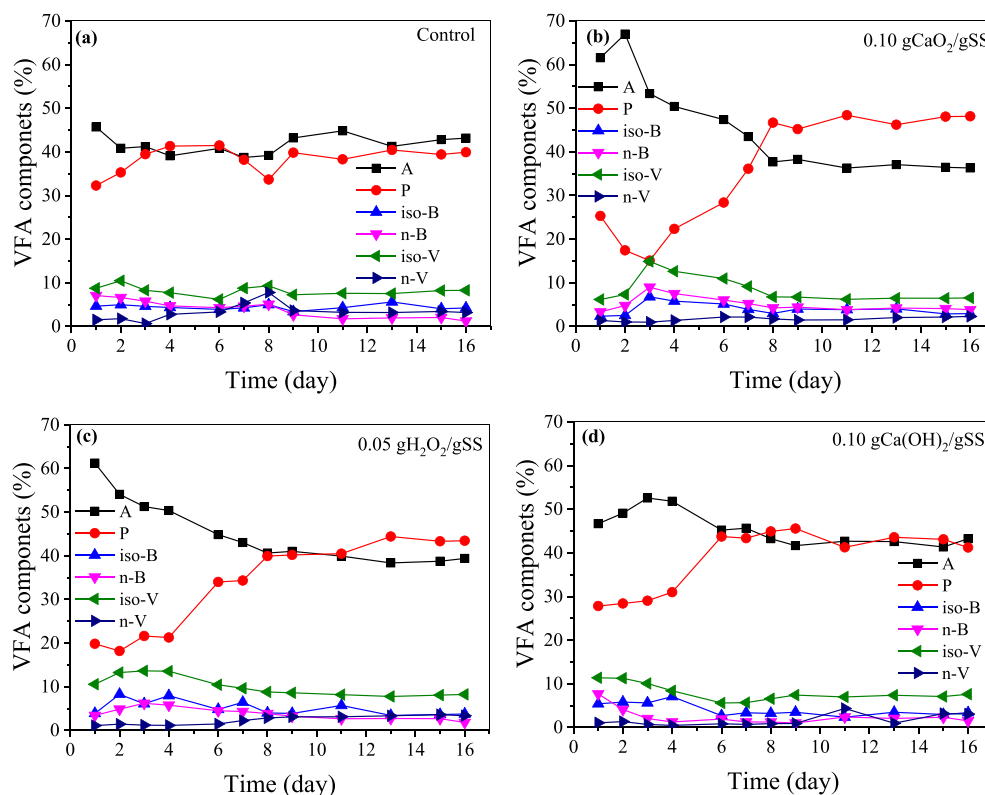 (a)
Control
VFA componets (%)
70
60
50
40
30
20
10
0
A
P
iso-B
n-B
iso-V
n-V
0 2 4 6 8 10 12 14 16
Time (day)
(b)
0.10 gCaO₂/gSS
VFA componets (%)
70
60
50
40
30
20
10
0
A
P
iso-B
n-B
iso-V
n-V
0 2 4 6 8 10 12 14 16
Time (day)
(c)
0.05 gH₂O₂/gSS
VFA componets (%)
70
60
50
40
30
20
10
0
A
P
iso-B
n-B
iso-V
n-V
0 2 4 6 8 10 12 14 16
Time (day)
(d)
0.10 gCa(OH)₂/gSS
VFA componets (%)
70
60
50
40
30
20
10
0
A
P
iso-B
n-B
iso-V
n-V
0 2 4 6 8 10 12 14 16
Time (day)